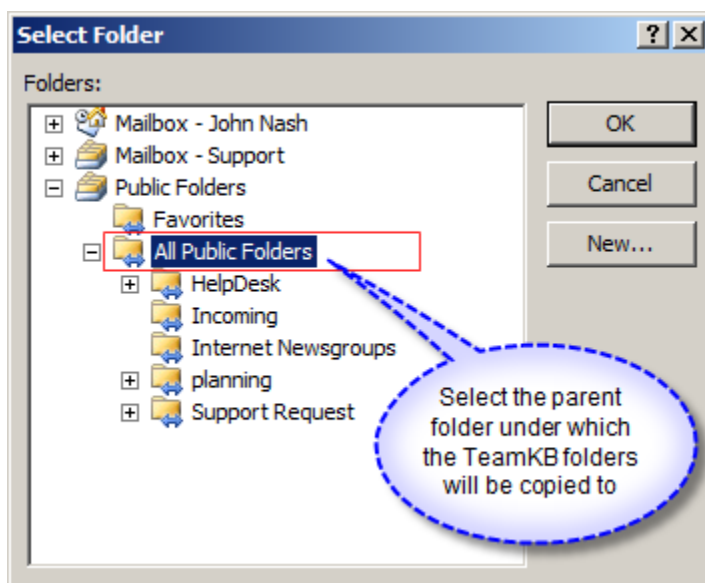 Select Folder
Folders:
Mailbox - John Nash
Mailbox - Support
Public Folders
Favorites
All Public Folders
HelpDesk
Incoming
Internet Newsgroups
planning
Support Request
OK
Cancel
New...
Select the parent
folder under which
the TeamKB folders
will be copied to